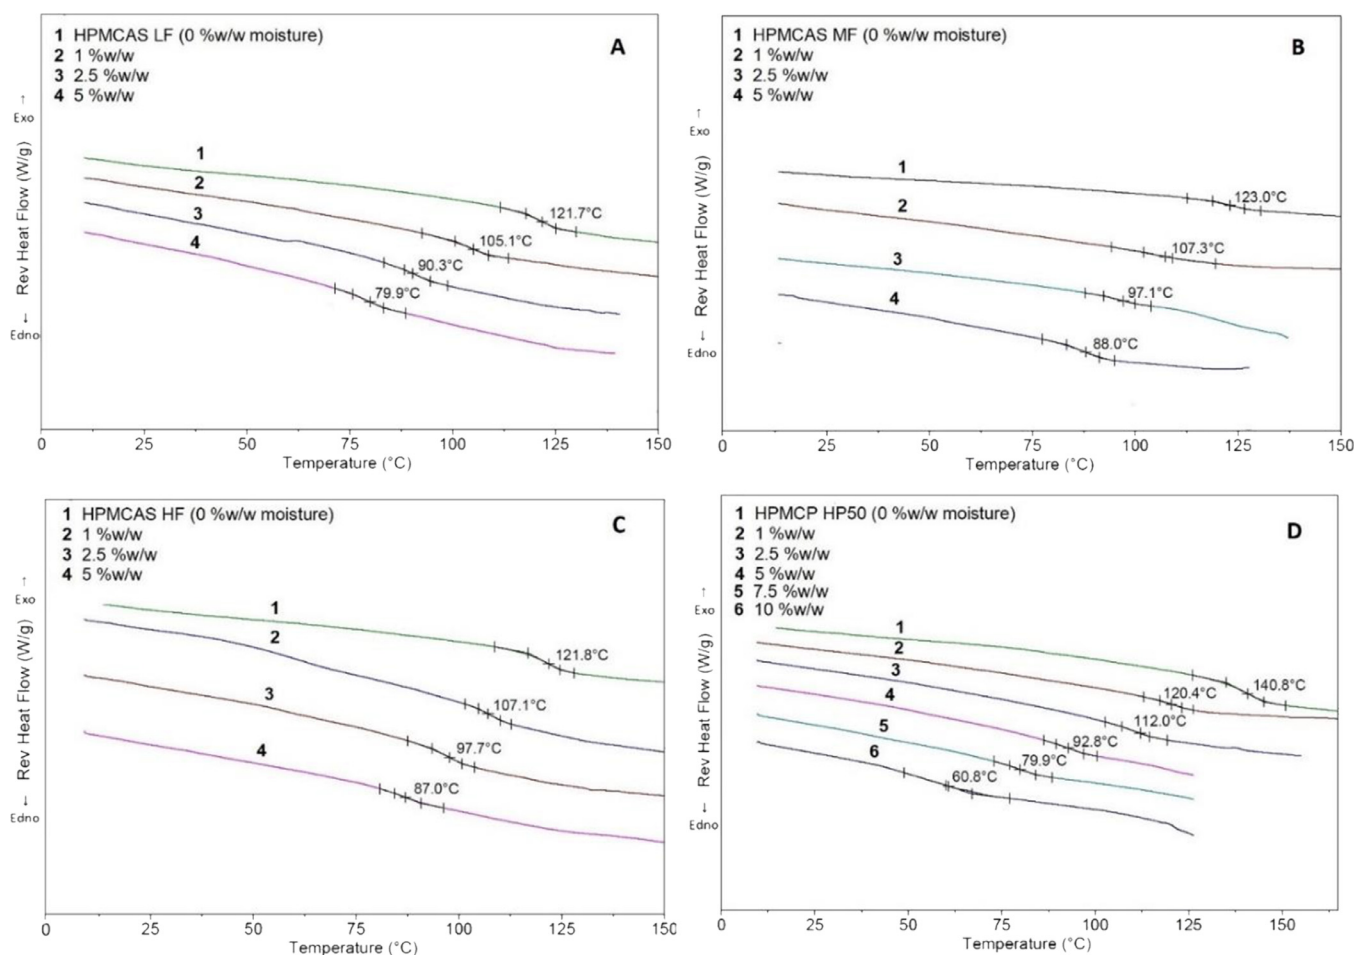 1 HPMCAS LF (0 %w/w moisture)
2 1 %w/w
3 2.5 %w/w
4 5 %w/w
A
↑
Exo
Rev Heat Flow (W/g)
↓
Edno
1
2
3
4
121.7°C
105.1°C
90.3°C
79.9°C
0 25 50 75 100 125 150
Temperature (°C)
1 HPMCAS MF (0 %w/w moisture)
2 1 %w/w
3 2.5 %w/w
4 5 %w/w
B
↑
Exo
Rev Heat Flow (W/g)
↓
Edno
1
2
3
4
123.0°C
107.3°C
97.1°C
88.0°C
0 25 50 75 100 125 150
Temperature (°C)
1 HPMCAS HF (0 %w/w moisture)
2 1 %w/w
3 2.5 %w/w
4 5 %w/w
C
↑
Exo
Rev Heat Flow (W/g)
↓
Edno
1
2
3
4
121.8°C
107.1°C
97.7°C
87.0°C
0 25 50 75 100 125 150
Temperature (°C)
1 HPMCP HP50 (0 %w/w moisture)
2 1 %w/w
3 2.5 %w/w
4 5 %w/w
5 7.5 %w/w
6 10 %w/w
D
↑
Exo
Rev Heat Flow (W/g)
↓
Edno
1
2
3
4
5
6
140.8°C
120.4°C
112.0°C
92.8°C
79.9°C
60.8°C
0 25 50 75 100 125 150
Temperature (°C)